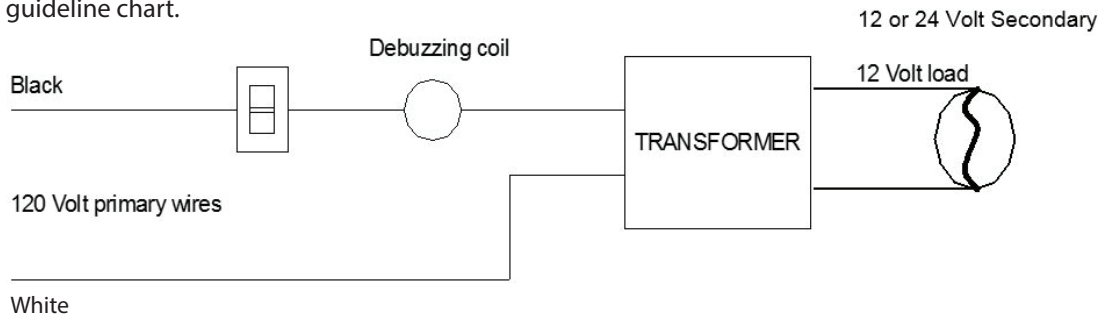 guideline chart.
12 or 24 Volt Secondary
Debuzzing coil
12 Volt load
Black
TRANSFORMER
120 Volt primary wires
White